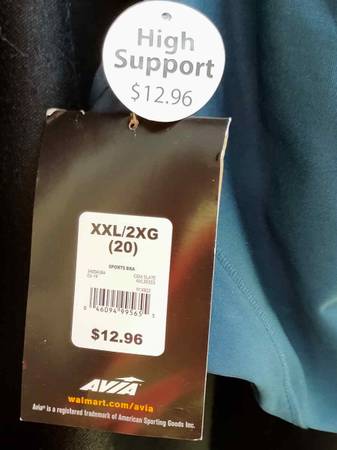 High
Support
$12.96
XXL/2XG
(20)
SPORTS BRA
$12.96
AVIA
walmart.com/avia
Avia® is a registered trademark of American Sporting Goods Inc.